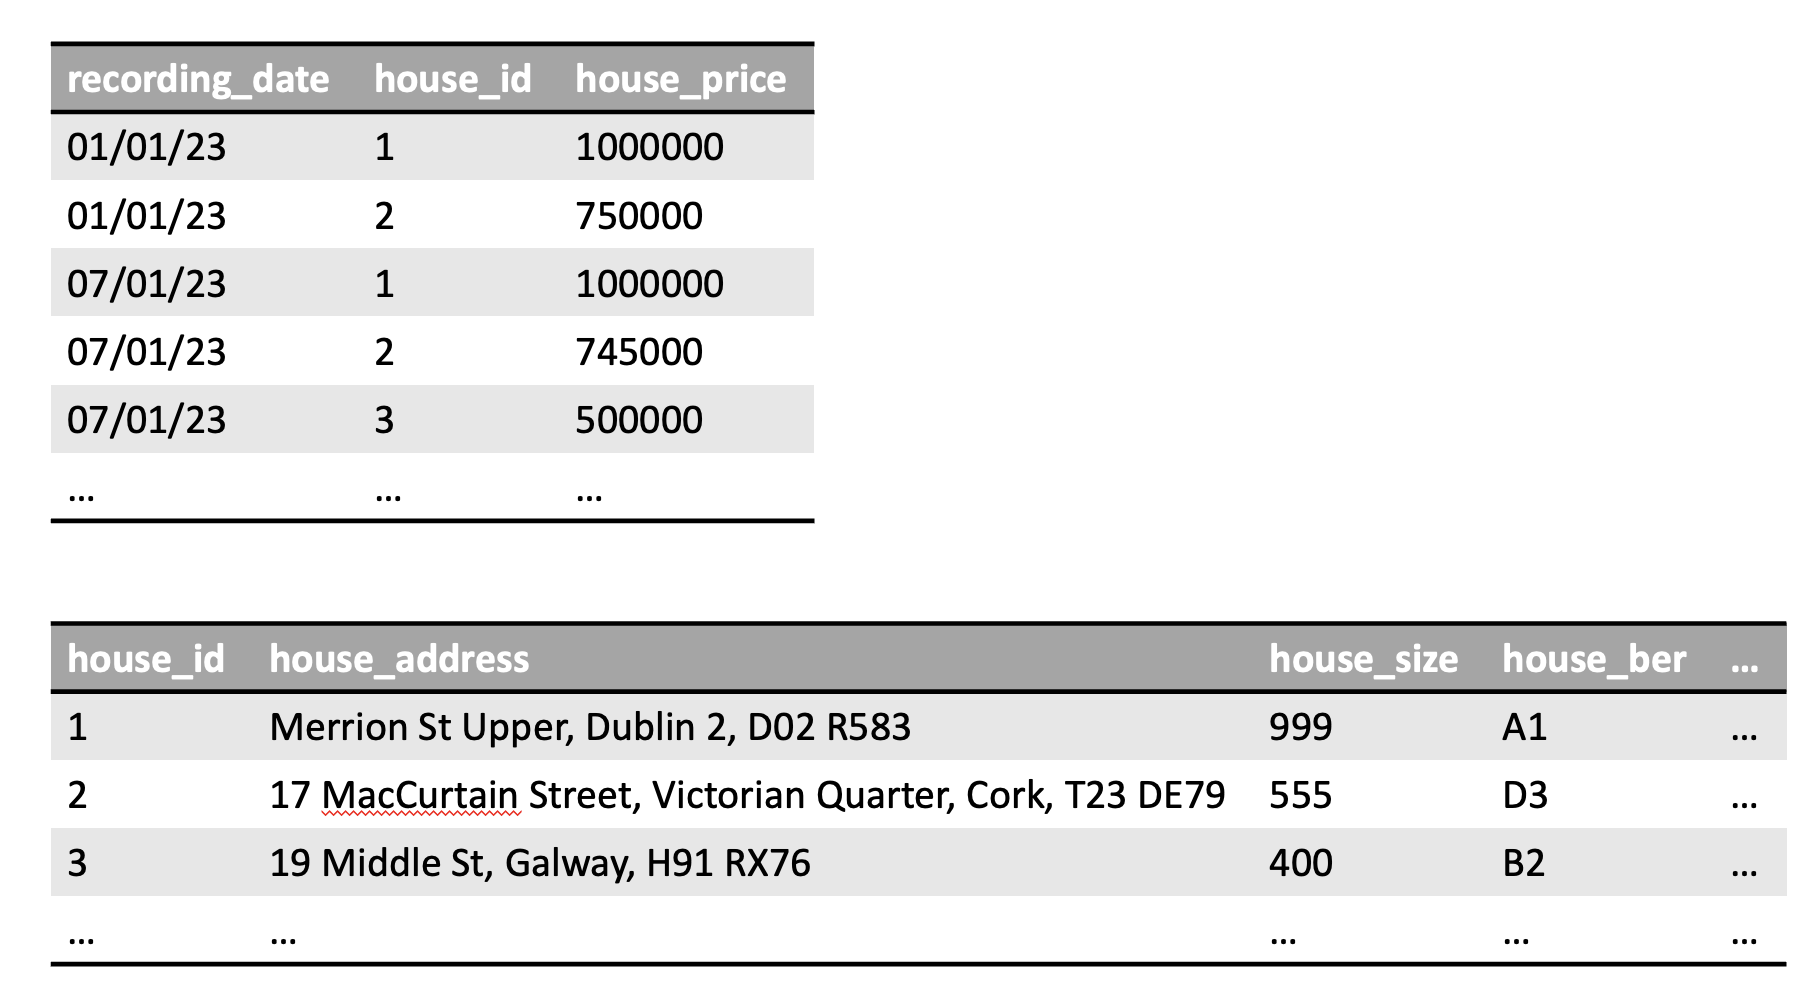 recording_date house_id house_price
01/01/23 1 1000000
01/01/23 2 750000
07/01/23 1 1000000
07/01/23 2 745000
07/01/23 3 500000
... ... ...
house_id house_address house_size house_ber ...
1 Merrion St Upper, Dublin 2, D02 R583 999 A1 ...
2 17 MacCurtain Street, Victorian Quarter, Cork, T23 DE79 555 D3 ...
3 19 Middle St, Galway, H91 RX76 400 B2 ...
... ... ... ... ...